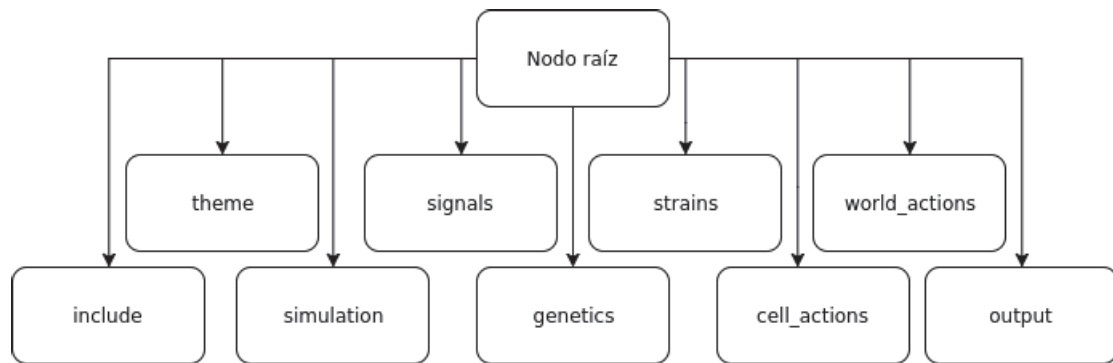 Nodo raíz
theme
signals
strains
world_actions
include
simulation
genetics
cell_actions
output